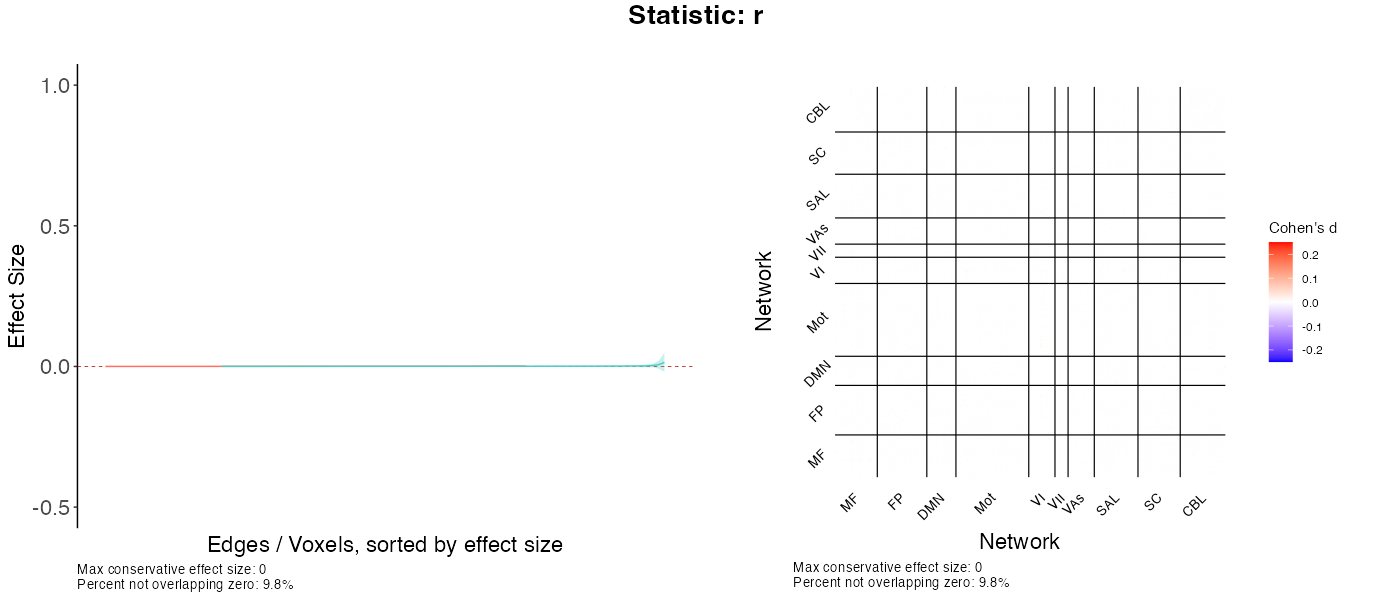 Statistic: r
1.0
0.5
0.0
-0.5
Effect Size
Edges / Voxels, sorted by effect size
Max conservative effect size: 0
Percent not overlapping zero: 9.8%
Network
CBL
SC
SAL
VAs
VII
VI
Mot
DMN
FP
MF
MF
FP
DMN
Mot
VI
VII
VAs
SAL
SC
CBL
Network
Max conservative effect size: 0
Percent not overlapping zero: 9.8%
Cohen's d
0.2
0.1
0.0
-0.1
-0.2